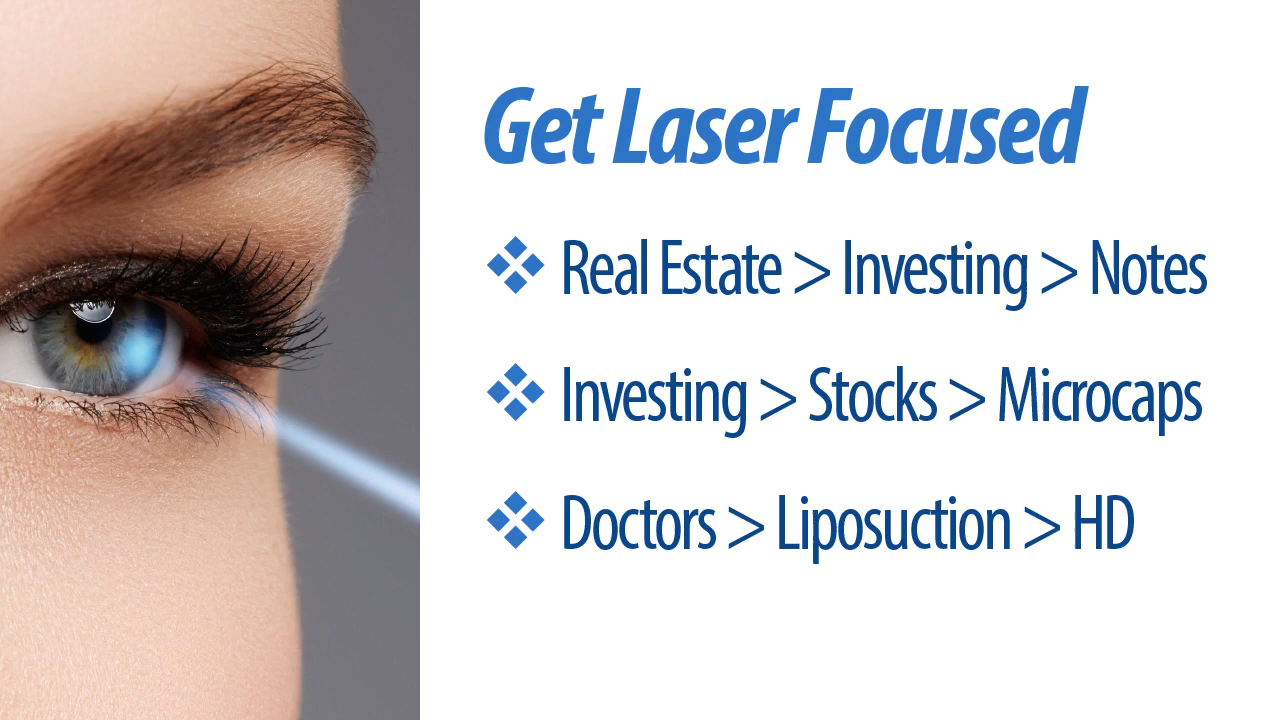 Get Laser Focused
❖ Real Estate > Investing > Notes
❖ Investing > Stocks > Microcaps
❖ Doctors > Liposuction > HD